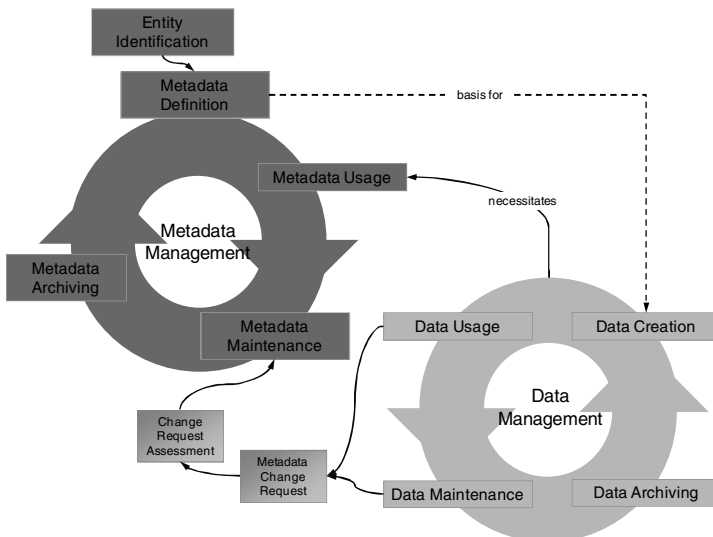 Entity
Identification
Metadata
Definition
basis for
Metadata Usage
necessitates
Metadata
Management
Metadata
Archiving
Metadata
Maintenance
Data Usage
Data Creation
Data
Management
Change
Request
Assessment
Metadata
Change
Request
Data Maintenance
Data Archiving